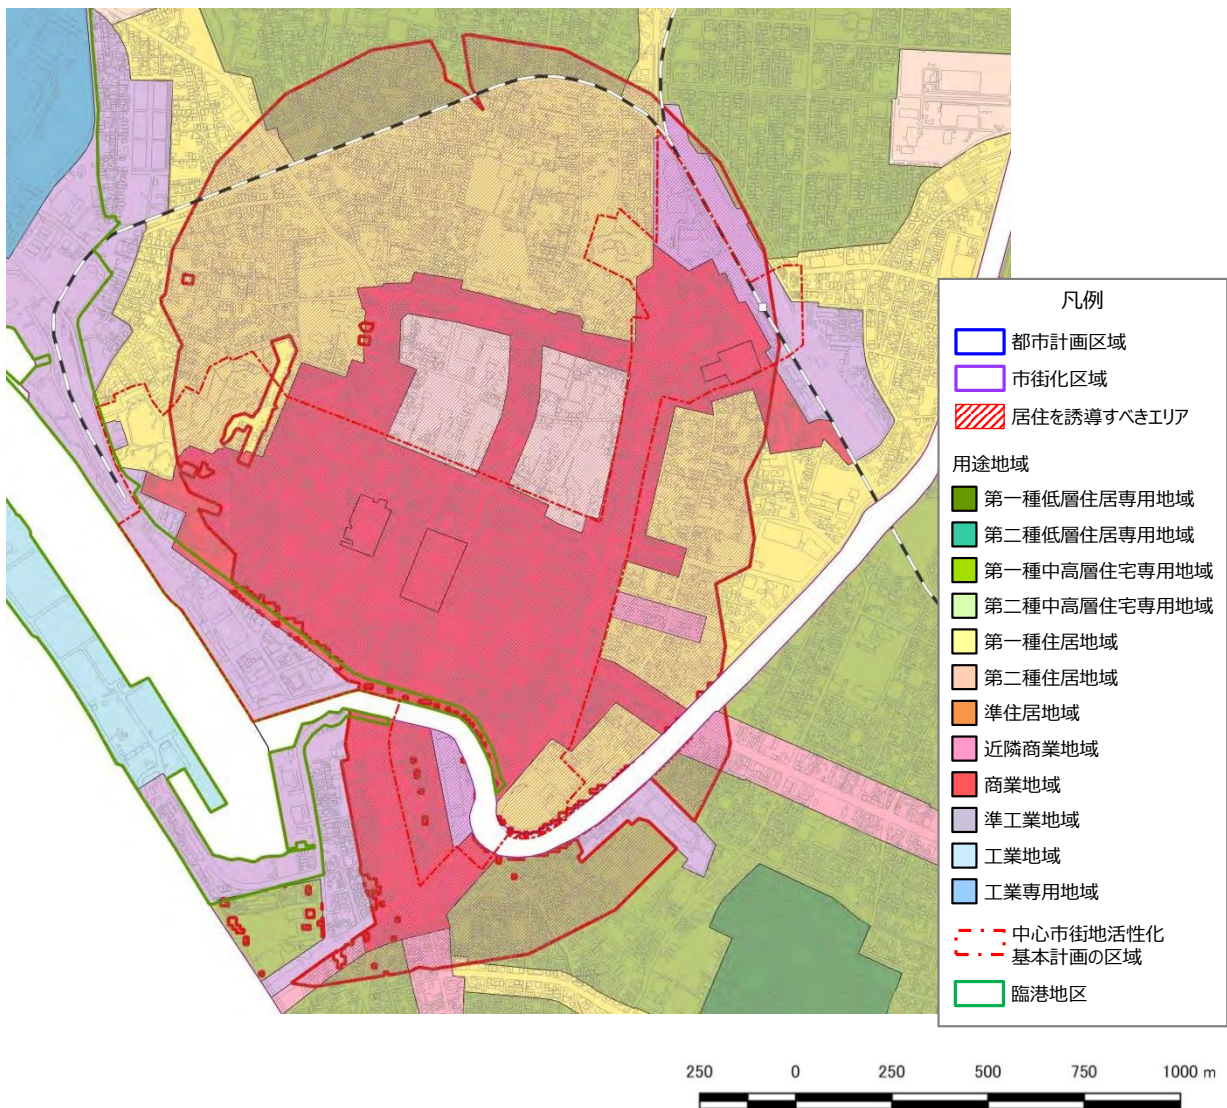 凡例
都市計画区域
市街化区域
居住を誘導すべきエリア
用途地域
第一種低層住居専用地域
第二種低層住居専用地域
第一種中高層住宅専用地域
第二種中高層住宅専用地域
第一種住居地域
第二種住居地域
準住居地域
近隣商業地域
商業地域
準工業地域
工業地域
工業専用地域
中心市街地活性化
基本計画の区域
臨港地区
250 0 250 500 750 1000 m